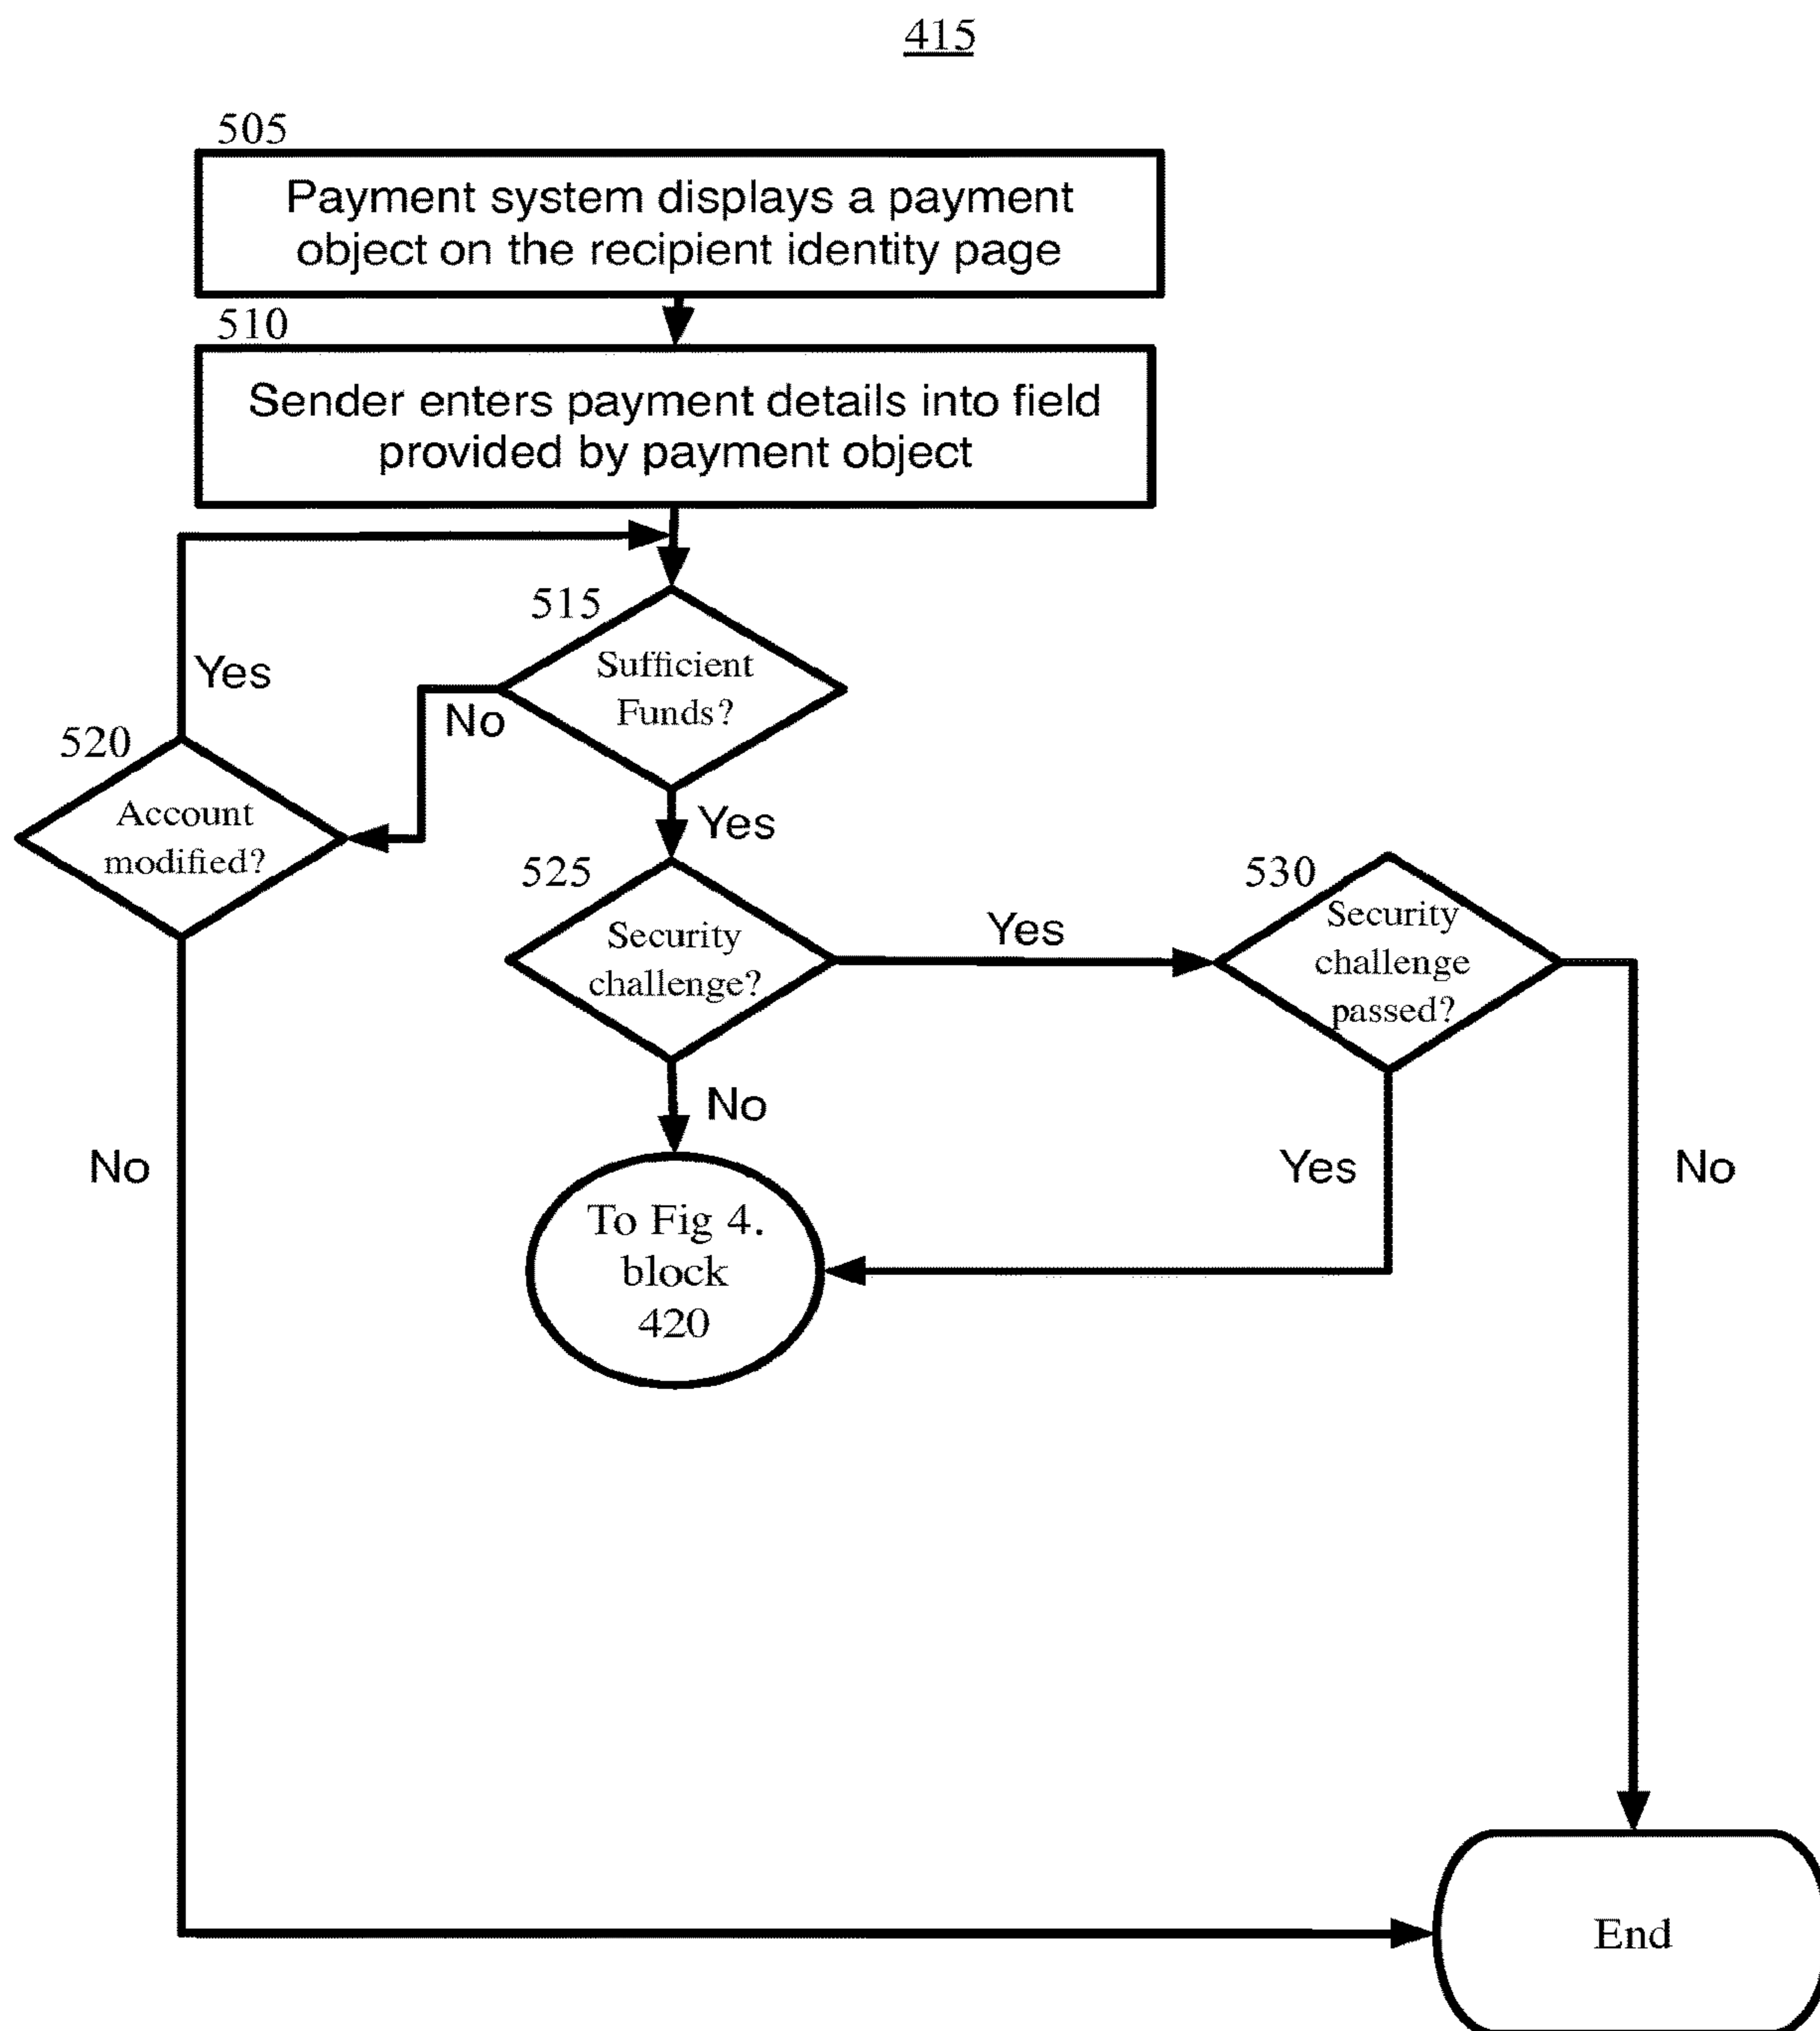 415
505
Payment system displays a payment
object on the recipient identity page
510
Sender enters payment details into field
provided by payment object
515
Sufficient
Funds?
Yes
No
520
Account
modified?
Yes
525
Security
challenge?
Yes
530
Security
challenge
passed?
No
No
Yes
No
To Fig 4.
block
420
End